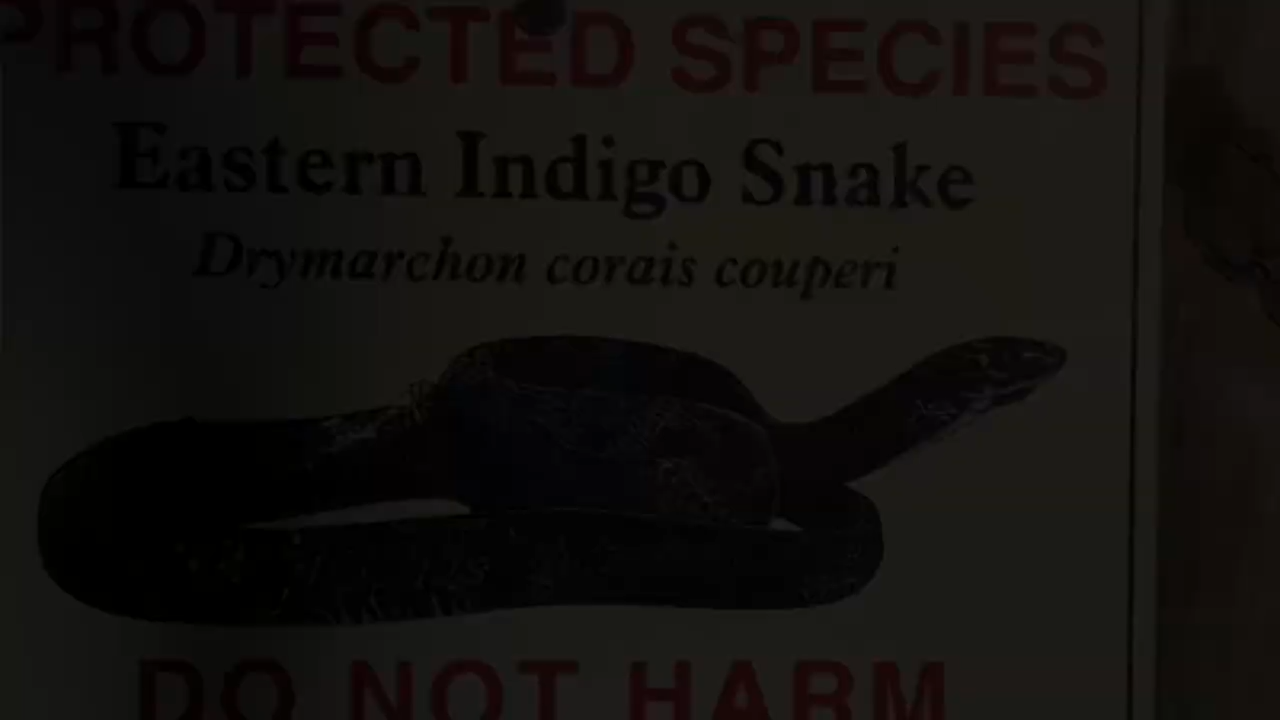 PROTECTED SPECIES
Eastern Indigo Snake
Drymarchon corais couperi
DO NOT HARM